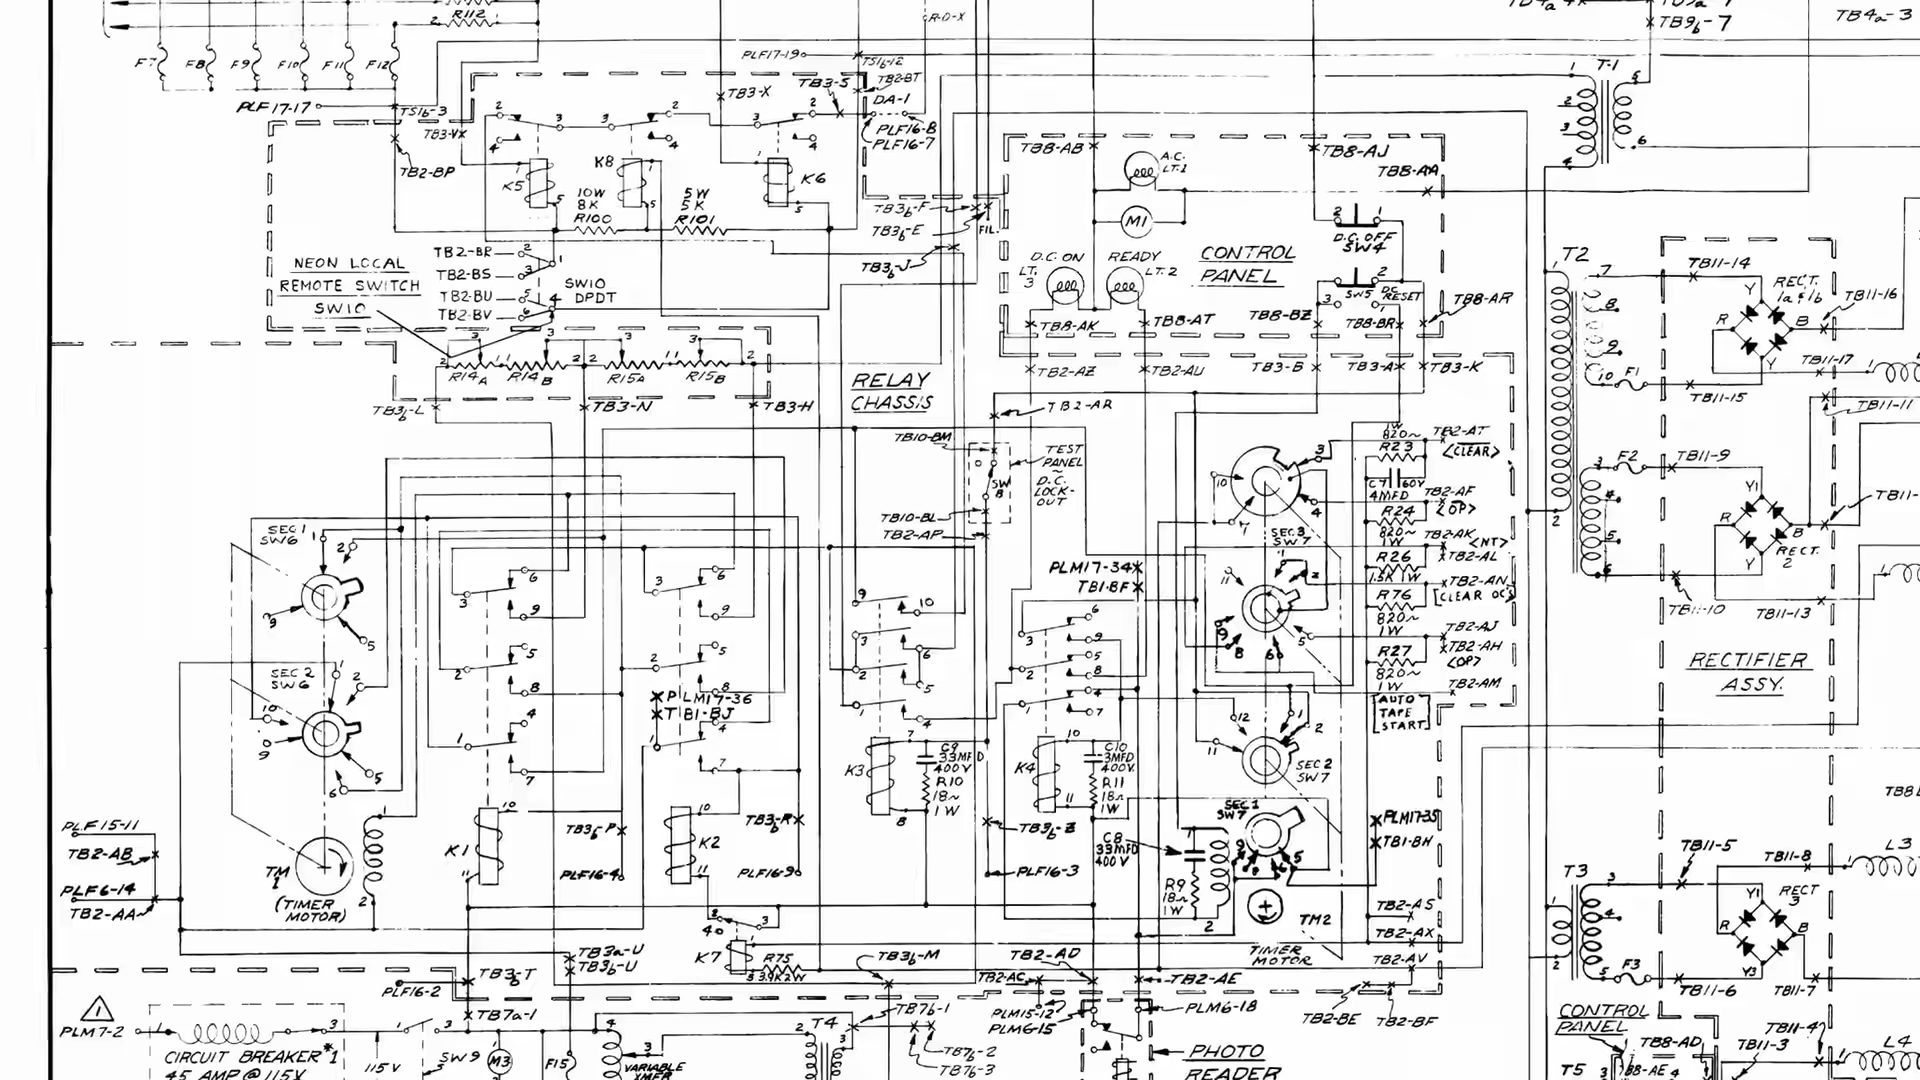 R112
R-D-X
TB9b-7
TB4a-3
F7
F8
F9
F10
F11
F12
PLF17-19
TS1b-12
TB2-BT
TB3-S
TB3-X
DA-1
PLF 17-17
TS1b-3
TB3-V
PLF16-8
PLF16-7
T-1
TB2-BP
K5
K8
K6
10W
8K
R100
5W
5K
R101
TB8-AB
A.C.
LT.1
TB8-AJ
TB8-AA
M1
TB3b-F
TB3b-E
FIL.
TB3b-J
D.C. OFF
SW4
CONTROL
PANEL
D.C. ON
LT.
3
READY
LT.2
SW5
DC
RESET
TB8-AR
TB8-AK
TB8-AT
TB8-BZ
TB8-BR
NEON LOCAL
REMOTE SWITCH
SW10
TB2-BR
TB2-BS
TB2-BU
TB2-BV
SW10
DPDT
R14A
R14B
R15A
R15B
TB3b-L
TB3-N
TB3-H
RELAY
CHASSIS
TB2-AZ
TB2-AU
TB3-B
TB3-A
TB3-K
TB2-AR
TB10-BM
TEST
PANEL
~
D.C.
LOCK-
OUT
SW
8
TB10-BL
TB2-AP
T2
TB11-14
RECT.
1a & 1b
TB11-16
TB11-17
F1
TB11-15
TB11-11
F2
TB11-9
RECT.
2
TB11-10
TB11-13
1W
820~
R23
TB2-AT
<CLEAR>
C7
60V
4MFD
TB2-AF
<OP>
R24
820~
1W
TB2-AK
<NT>
TB2-AL
R26
1.5K 1W
TB2-AN
[CLEAR OC'S
R76
820~
1W
TB2-AJ
TB2-AH
<OP>
R27
820~
1W
TB2-AM
[AUTO
TAPE
START]
SEC 1
SW6
SEC 2
SW6
SEC 3
SW7
SEC 2
SW7
SEC 1
SW7
PLM17-34
TB1-BF
PLM17-36
TB1-BJ
RECTIFIER
ASSY.
K3
C9
.33MFD
400V
R10
18~
1W
K4
C10
.33MFD
400V.
R11
18~
1W
TB3b-Z
PLF16-3
C8
.33MFD
400V
R9
18~
1W
PLM17-35
TB1-BH
TM2
TIMER
MOTOR
TB2-AS
TB2-AX
TB2-AV
PLF15-11
TB2-AB
PLF6-14
TB2-AA
TM
1
(TIMER
MOTOR)
K1
K2
TB3b-P
PLF16-4
TB3b-R
PLF16-9
K7
R75
3.9K 2W
TB3a-U
TB3b-U
TB3b-M
TB2-AD
TB2-AC
TB2-AE
PLM15-12
PLM6-15
PLM6-18
TB2-BE
TB2-BF
TB3b-T
PLF16-2
TB7a-1
TB7b-1
TB7b-2
TB7b-3
1
PLM7-2
CIRCUIT BREAKER *1
45 AMP @ 115V
115V
SW9
M3
F15
VARIABLE
XMFR
T4
PHOTO
READER
T3
TB11-5
TB11-8
L3
RECT
3
F3
TB11-6
TB11-7
CONTROL
PANEL
TB11-4
TB8-AD
TB11-3
L4
T5